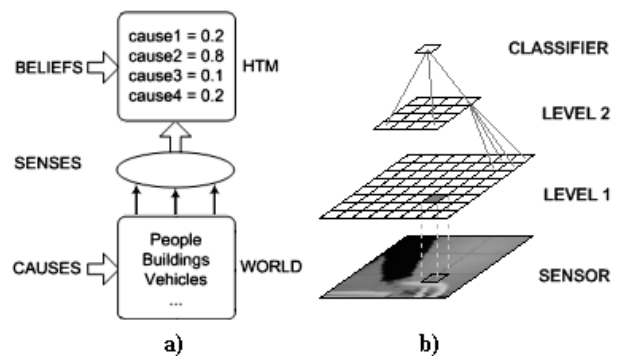 cause1 = 0.2
cause2 = 0.8
cause3 = 0.1
cause4 = 0.2
BELIEFS
HTM
SENSES
People
Buildings
Vehicles
...
CAUSES
WORLD
a)
CLASSIFIER
LEVEL 2
LEVEL 1
SENSOR
b)